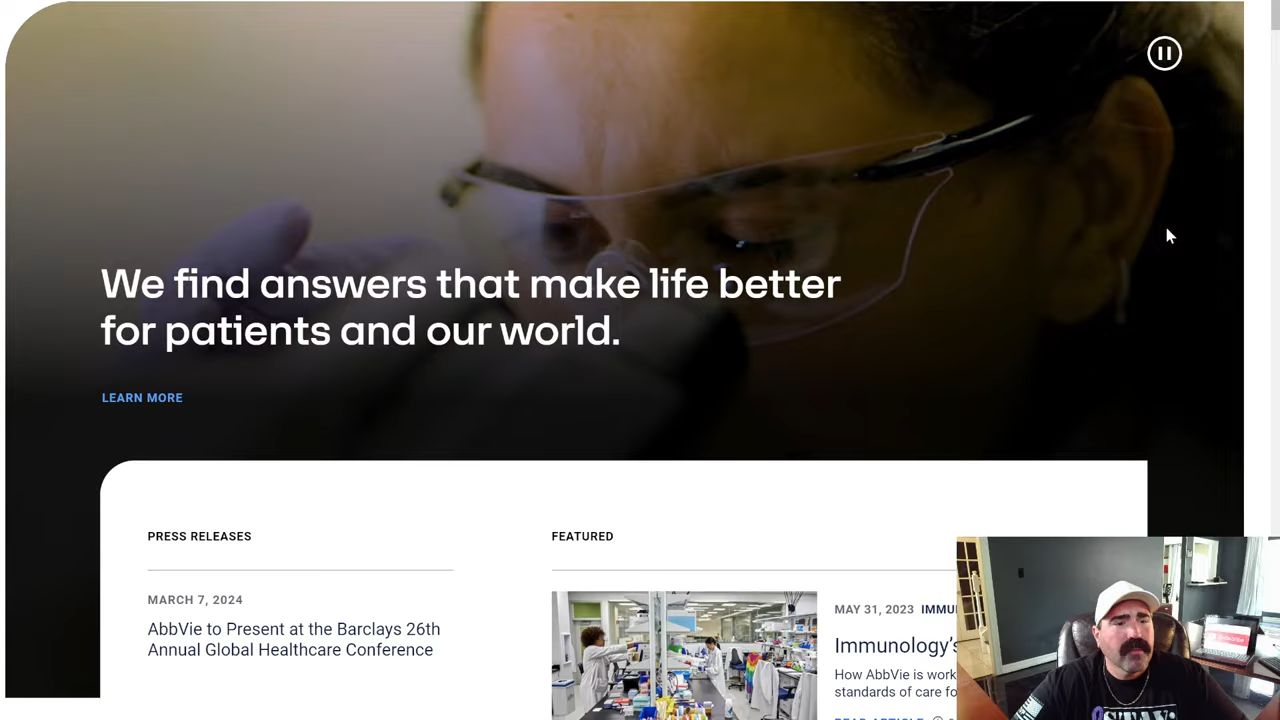 We find answers that make life better
for patients and our world.
LEARN MORE
PRESS RELEASES
FEATURED
MARCH 7, 2024
AbbVie to Present at the Barclays 26th
Annual Global Healthcare Conference
MAY 31, 2023
Immunology's
How AbbVie is work
standards of care fo
READ ARTICLE